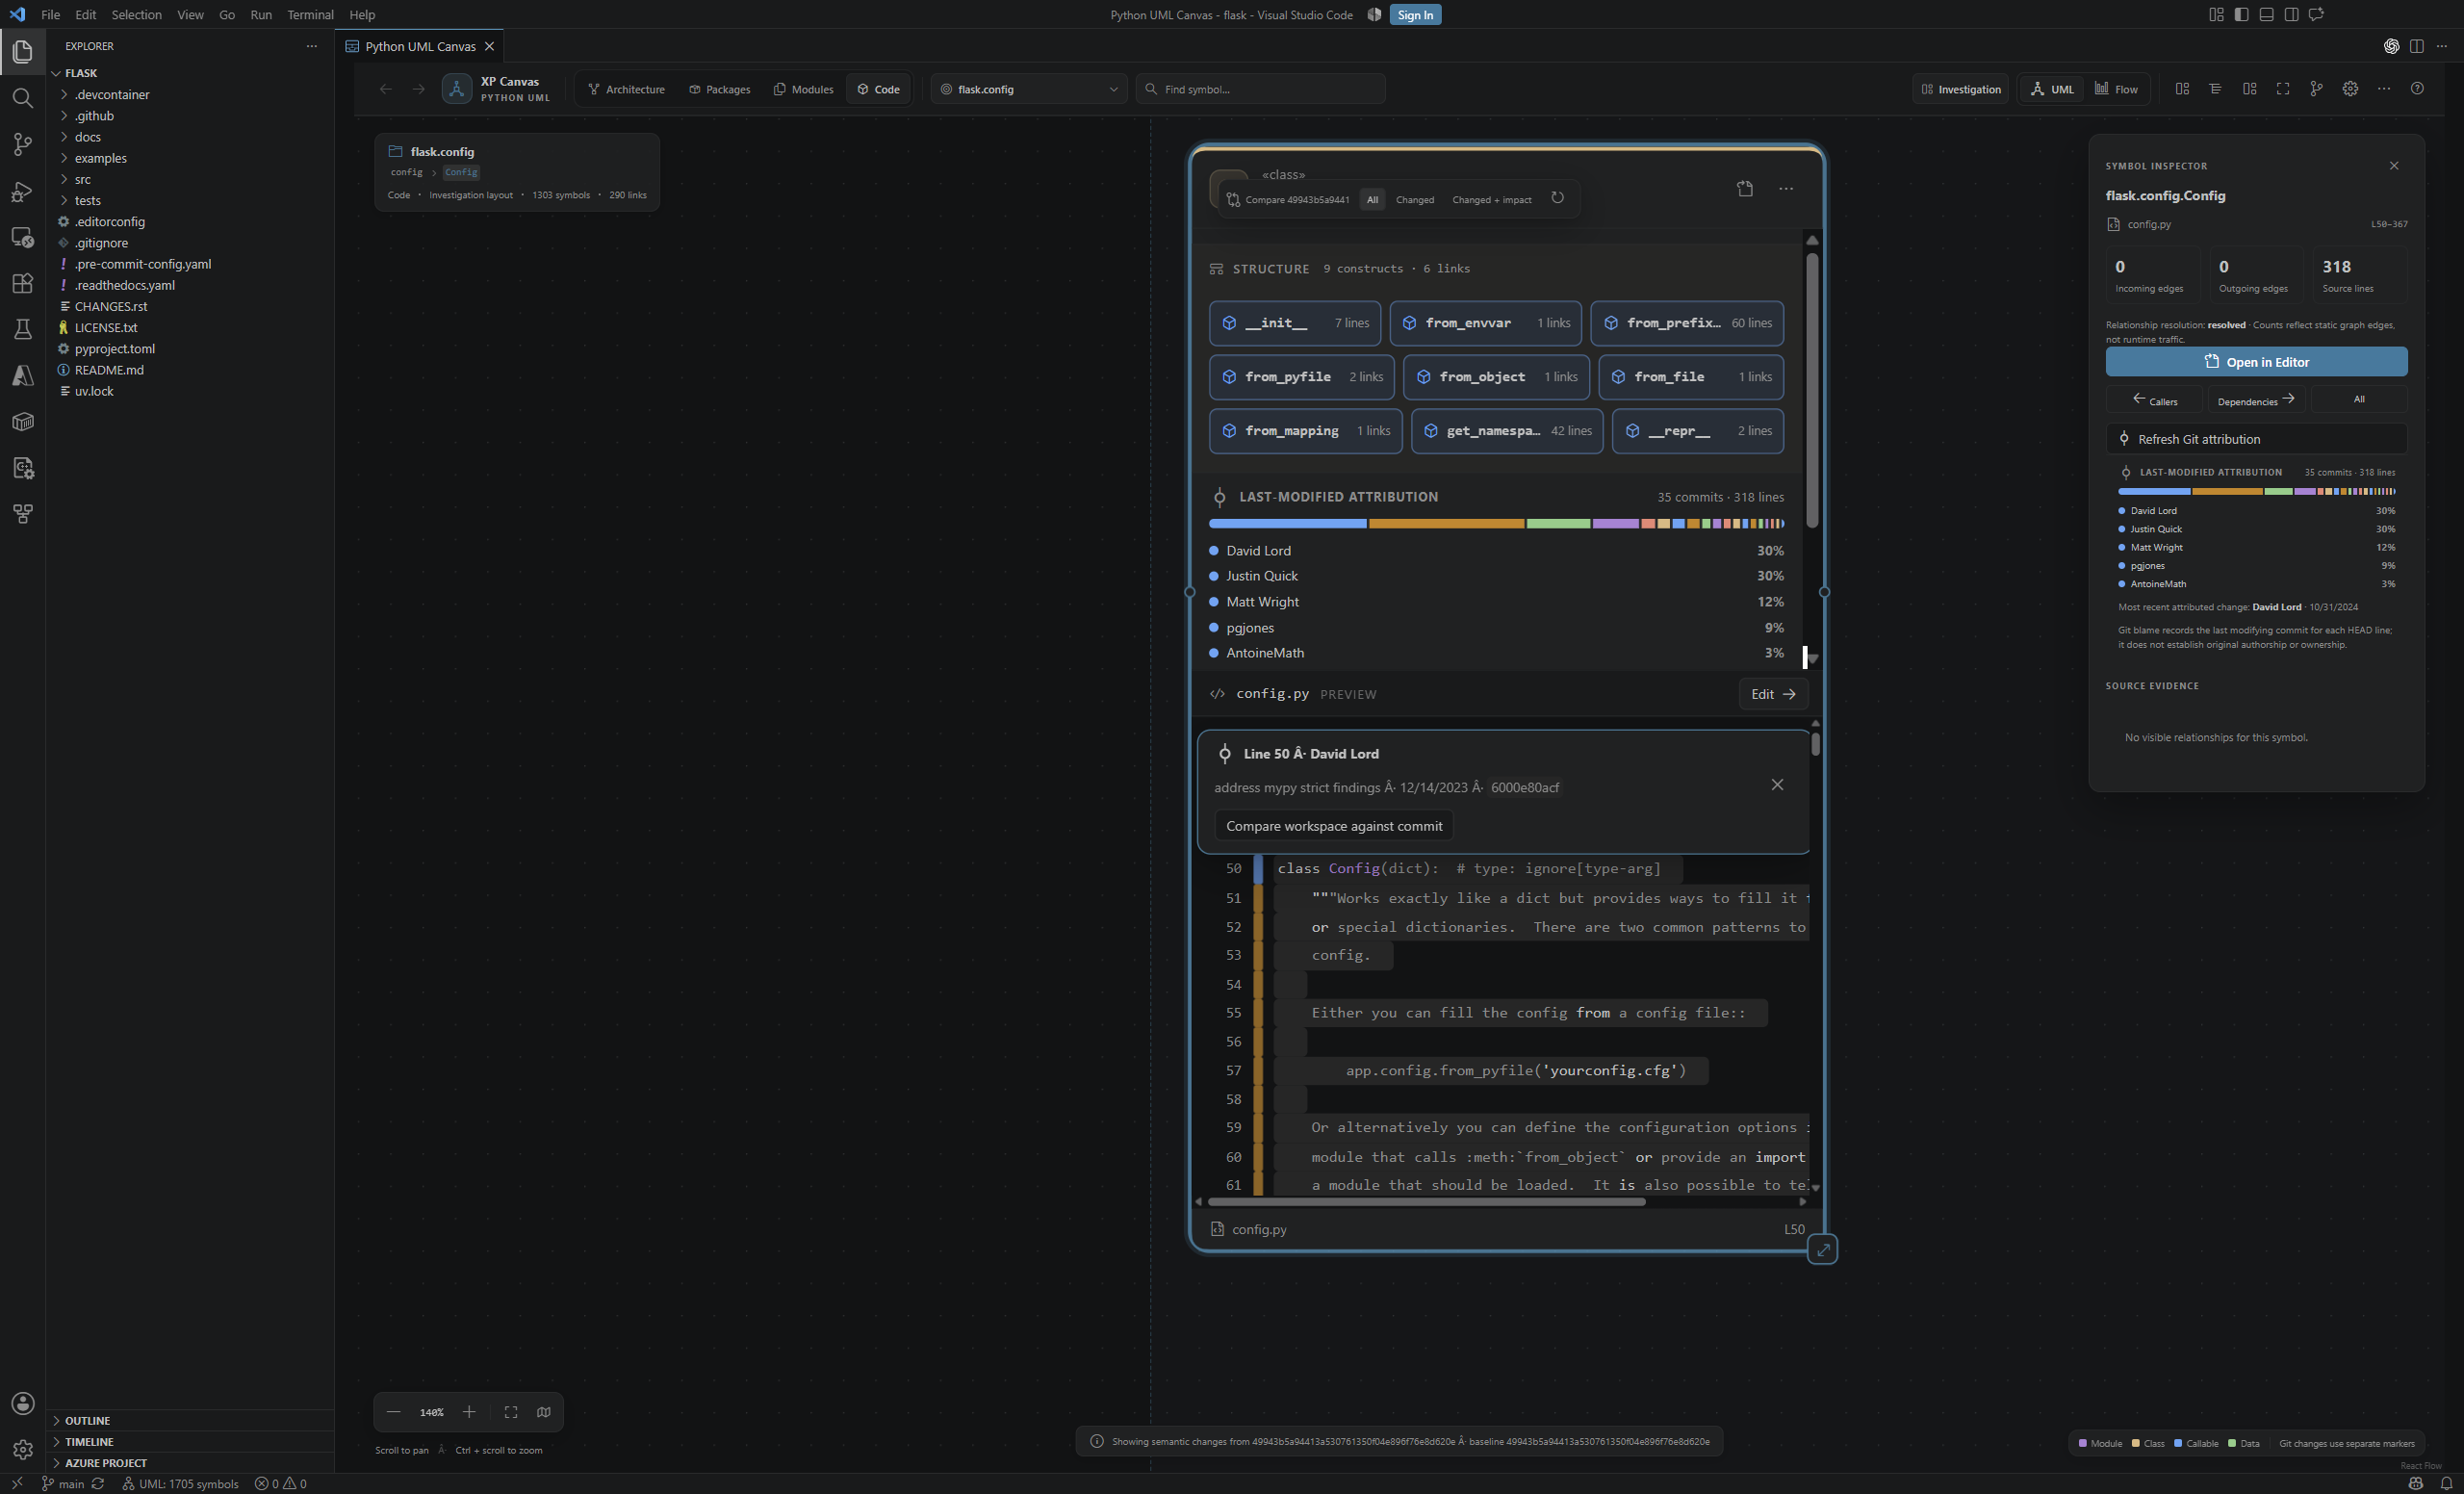 File Edit Selection View Go Run Terminal Help
Python UML Canvas - flask - Visual Studio Code
Sign In
EXPLORER
FLASK
.devcontainer
.github
docs
examples
src
tests
.editorconfig
.gitignore
.pre-commit-config.yaml
.readthedocs.yaml
CHANGES.rst
LICENSE.txt
pyproject.toml
README.md
uv.lock
OUTLINE
TIMELINE
AZURE PROJECT
Python UML Canvas
XP Canvas
PYTHON UML
Architecture Packages Modules Code
flask.config
Find symbol...
Investigation
UML Flow
flask.config
config > Config
Code · Investigation layout · 1303 symbols · 290 links
«class»
Compare 49943b5a9441 All Changed Changed + impact
STRUCTURE 9 constructs · 6 links
__init__ 7 lines
from_envvar 1 links
from_prefix… 60 lines
from_pyfile 2 links
from_object 1 links
from_file 1 links
from_mapping 1 links
get_namespa… 42 lines
__repr__ 2 lines
LAST-MODIFIED ATTRIBUTION 35 commits · 318 lines
David Lord 30%
Justin Quick 30%
Matt Wright 12%
pgjones 9%
AntoineMath 3%
config.py PREVIEW
Edit →
Line 50 Â· David Lord
address mypy strict findings Â· 12/14/2023 Â· 6000e80acf
Compare workspace against commit
50 class Config(dict):  # type: ignore[type-arg]
51 """Works exactly like a dict but provides ways to fill it
52 or special dictionaries.  There are two common patterns to
53 config.
54
55 Either you can fill the config from a config file::
56
57 app.config.from_pyfile('yourconfig.cfg')
58
59 Or alternatively you can define the configuration options
60 module that calls :meth:`from_object` or provide an import
61 a module that should be loaded.  It is also possible to te
config.py L50
SYMBOL INSPECTOR
flask.config.Config
config.py L50–367
0 0 318
Incoming edges Outgoing edges Source lines
Relationship resolution: resolved · Counts reflect static graph edges,
not runtime traffic.
Open in Editor
← Callers Dependencies → All
Refresh Git attribution
LAST-MODIFIED ATTRIBUTION 35 commits · 318 lines
David Lord 30%
Justin Quick 30%
Matt Wright 12%
pgjones 9%
AntoineMath 3%
Most recent attributed change: David Lord · 10/31/2024
Git blame records the last modifying commit for each HEAD line;
it does not establish original authorship or ownership.
SOURCE EVIDENCE
No visible relationships for this symbol.
140%
Scroll to pan Â· Ctrl + scroll to zoom
Showing semantic changes from 49943b5a94413a530761350f04e896f76e8d620e Â· baseline 49943b5a94413a530761350f04e896f76e8d620e
Module Class Callable Data Git changes use separate markers
React Flow
main UML: 1705 symbols 0 0